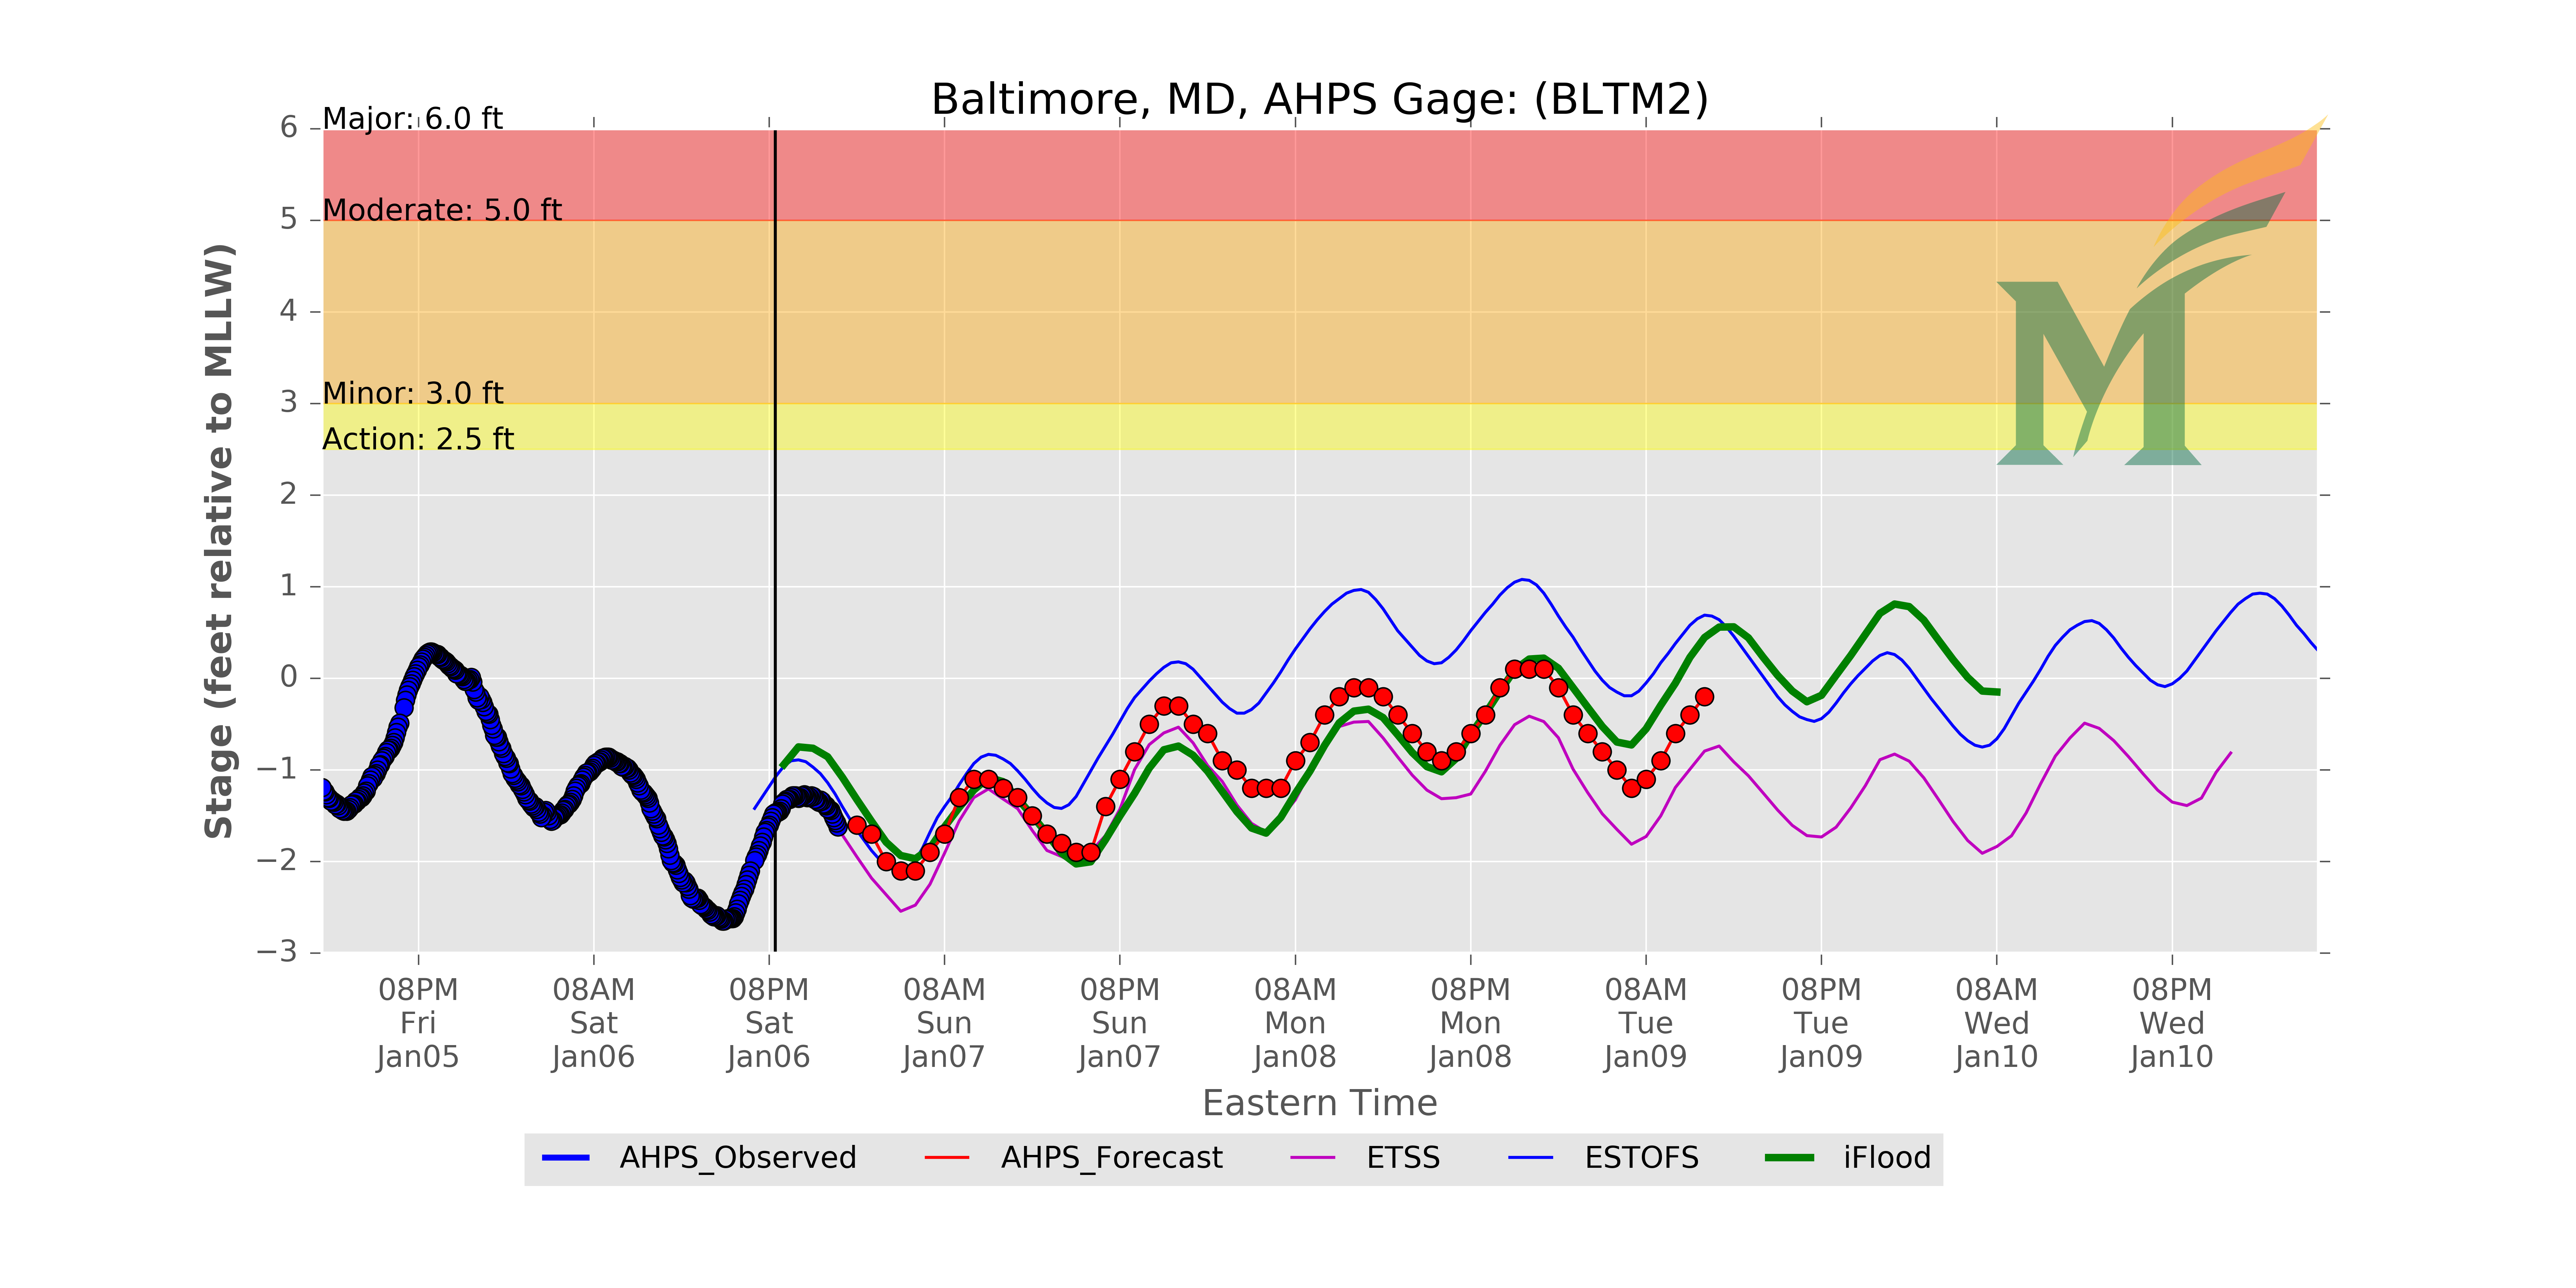 Baltimore, MD, AHPS Gage: (BLTM2)
Stage (feet relative to MLLW)
6
5
4
3
2
1
0
−1
−2
−3
Major: 6.0 ft
Moderate: 5.0 ft
Minor: 3.0 ft
Action: 2.5 ft
08PM 08AM 08PM 08AM 08PM 08AM 08PM 08AM 08PM 08AM 08PM
Fri Sat Sat Sun Sun Mon Mon Tue Tue Wed Wed
Jan05 Jan06 Jan06 Jan07 Jan07 Jan08 Jan08 Jan09 Jan09 Jan10 Jan10
Eastern Time
AHPS_Observed AHPS_Forecast ETSS ESTOFS iFlood